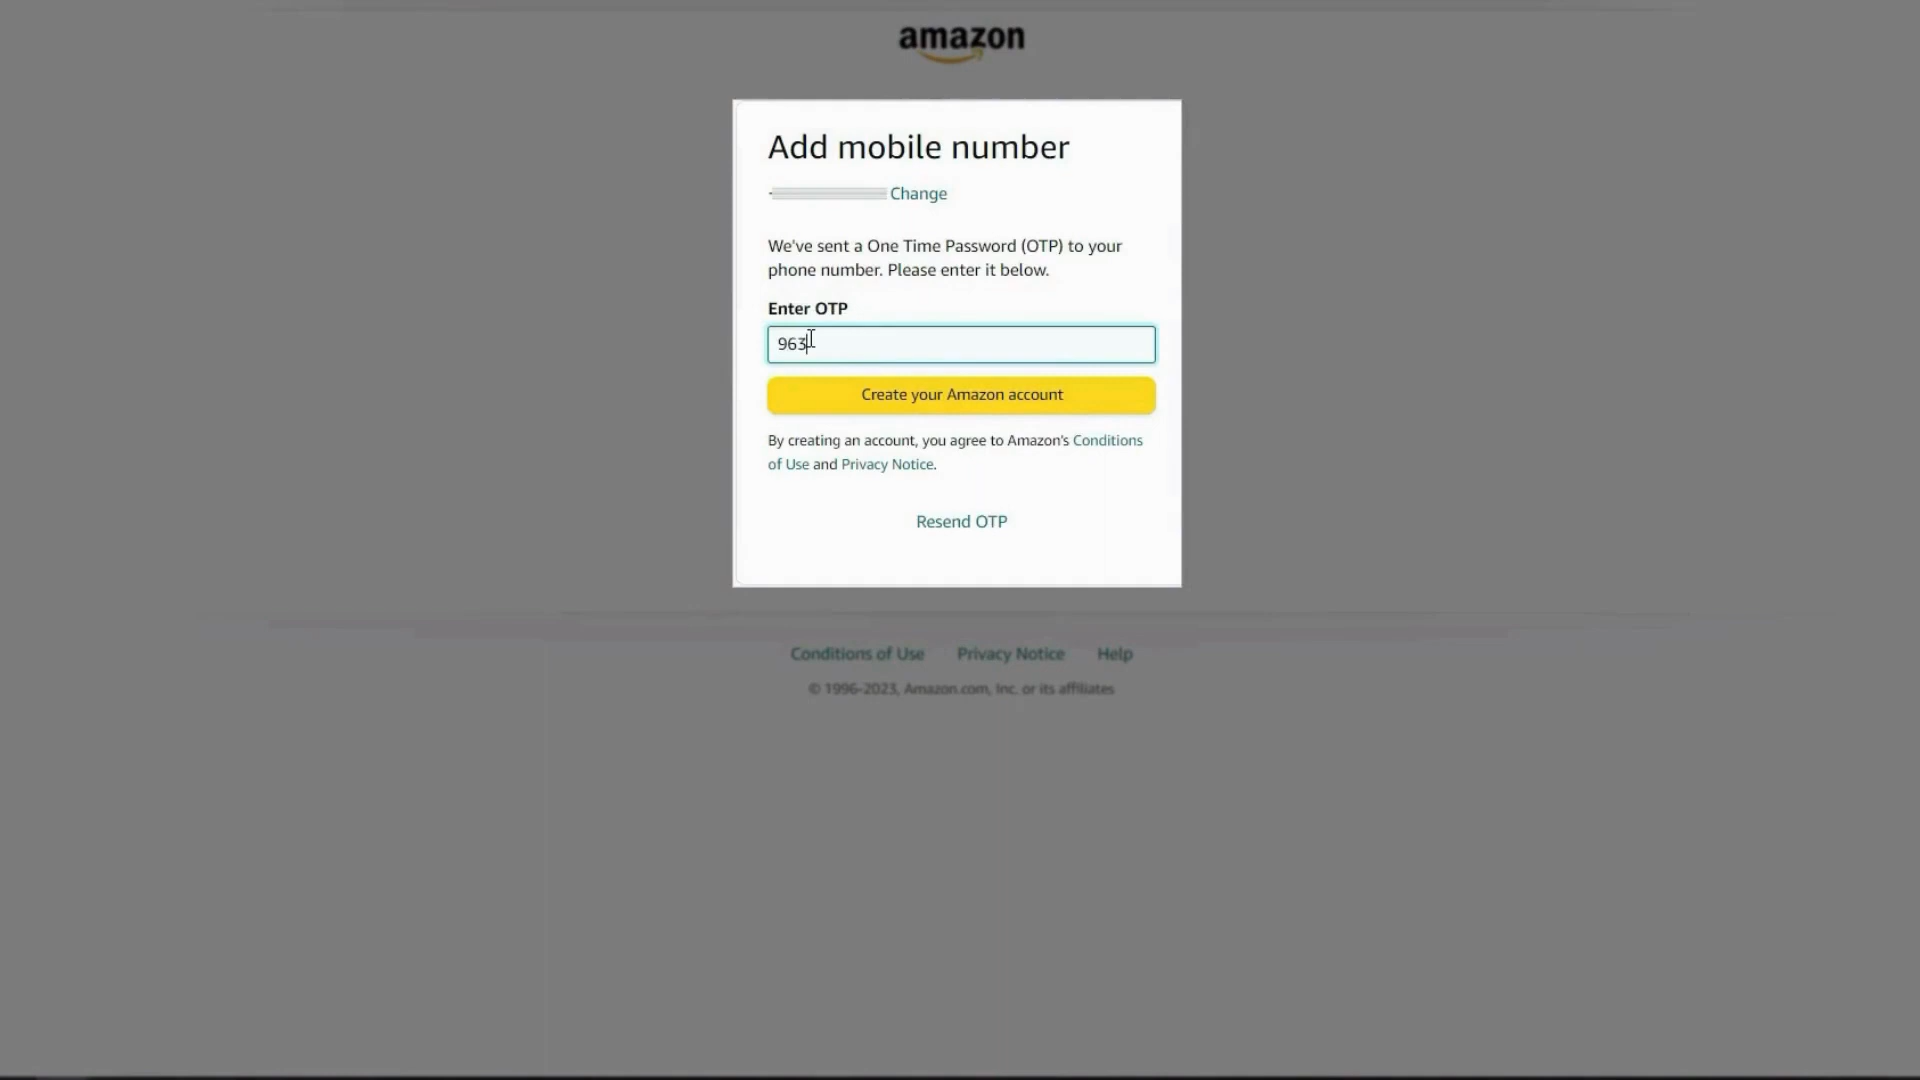 amazon
Add mobile number
Change
We've sent a One Time Password (OTP) to your
phone number. Please enter it below.
Enter OTP
963
Create your Amazon account
By creating an account, you agree to Amazon's Conditions
of Use and Privacy Notice.
Resend OTP
Conditions of Use Privacy Notice Help
© 1996-2023, Amazon.com, Inc. or its affiliates